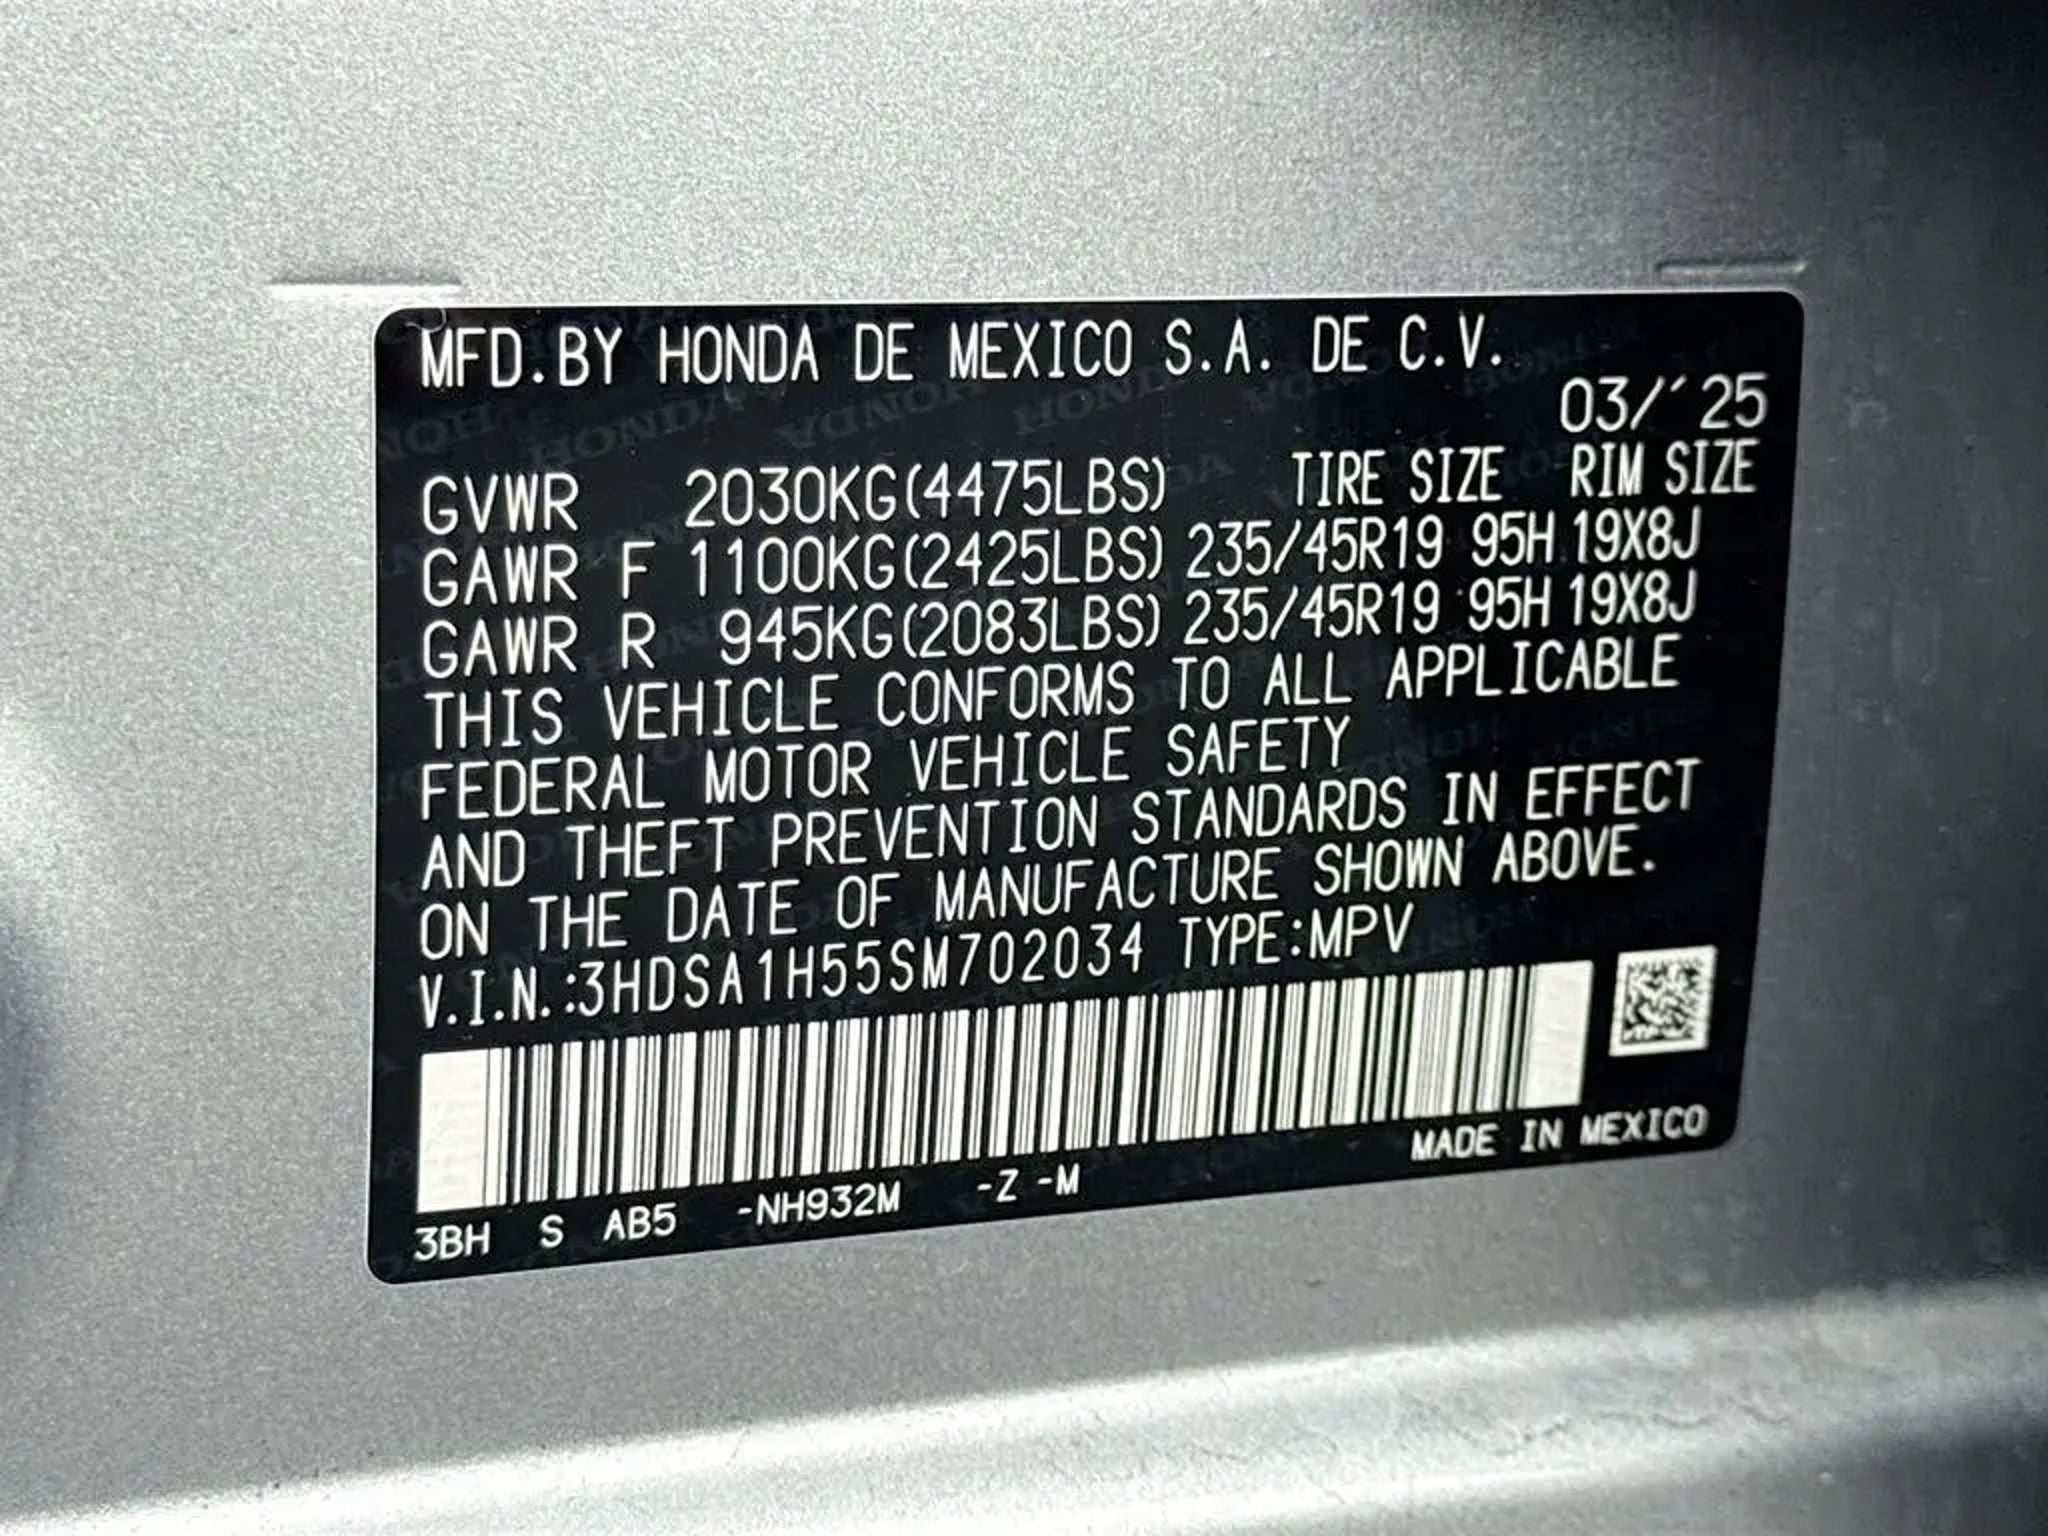 MFD.BY HONDA DE MEXICO S.A. DE C.V.
03/'25
GVWR 2030KG(4475LBS) TIRE SIZE RIM SIZE
GAWR F 1100KG(2425LBS) 235/45R19 95H 19X8J
GAWR R 945KG(2083LBS) 235/45R19 95H 19X8J
THIS VEHICLE CONFORMS TO ALL APPLICABLE
FEDERAL MOTOR VEHICLE SAFETY
AND THEFT PREVENTION STANDARDS IN EFFECT
ON THE DATE OF MANUFACTURE SHOWN ABOVE.
V.I.N.:3HDSA1H55SM702034 TYPE:MPV
MADE IN MEXICO
3BH S AB5 -NH932M -Z -M